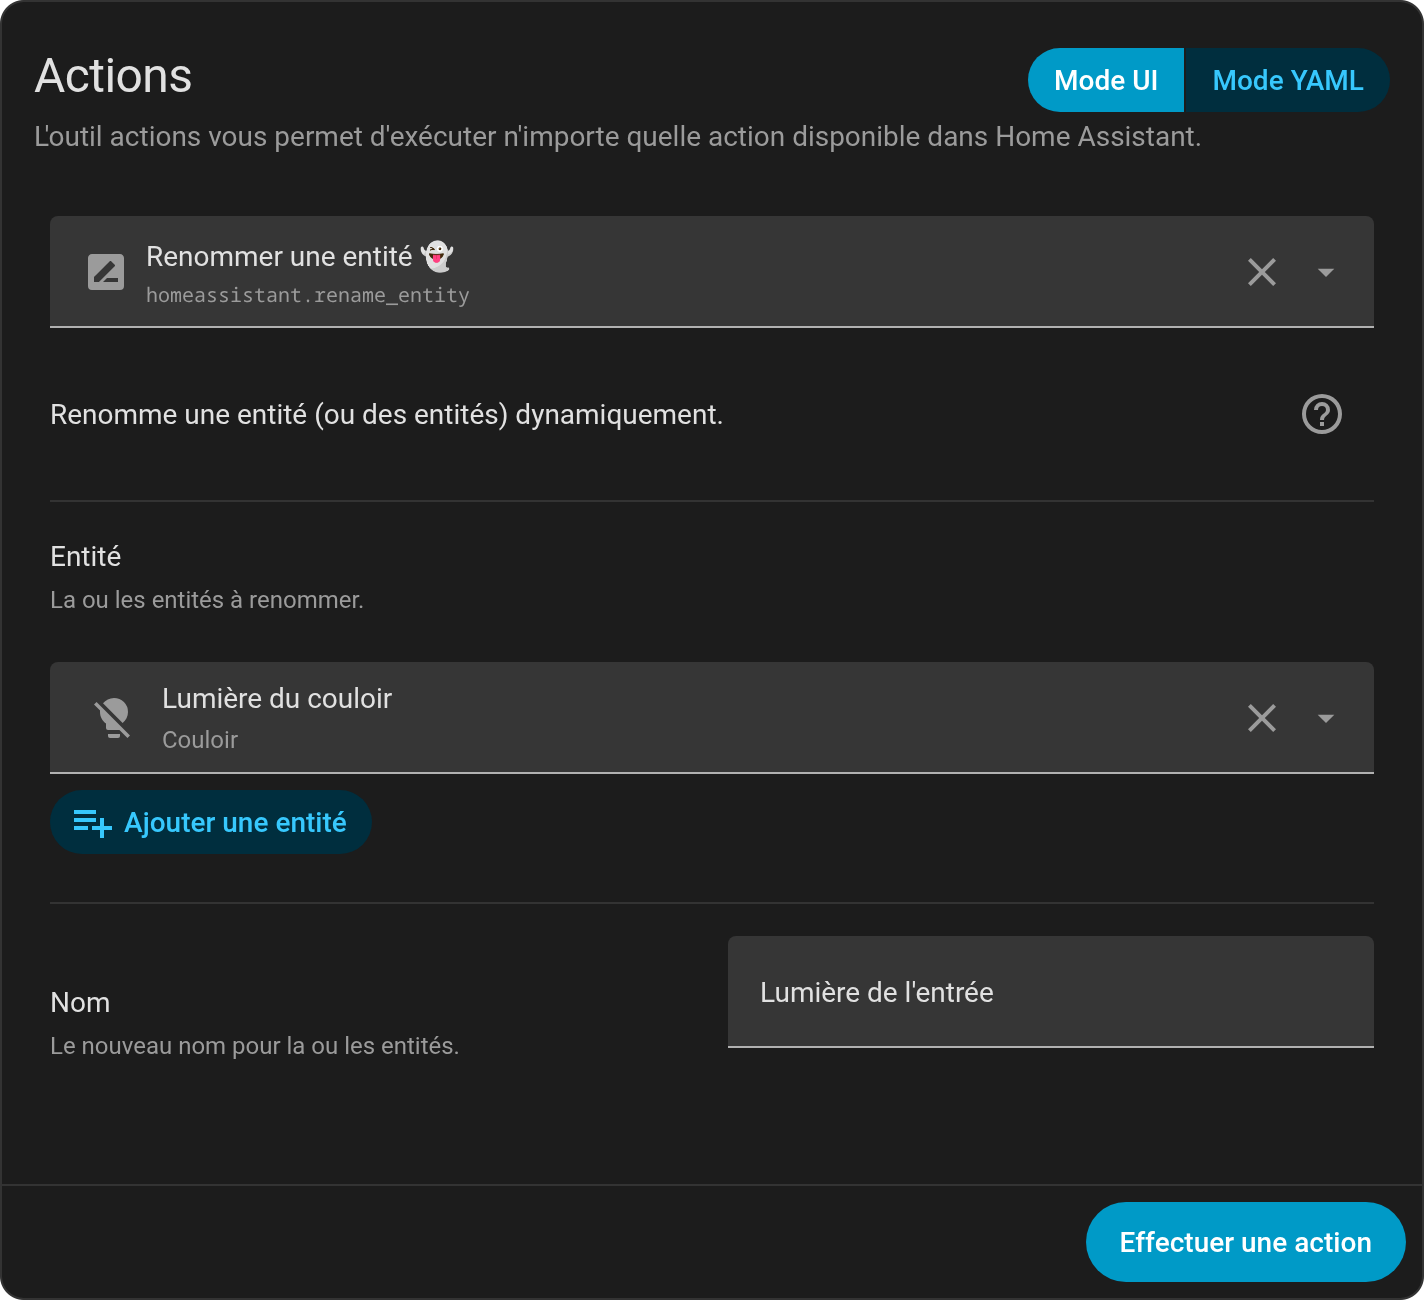 Actions
Mode UI
Mode YAML
L'outil actions vous permet d'exécuter n'importe quelle action disponible dans Home Assistant.
Renommer une entité 👻
homeassistant.rename_entity
Renomme une entité (ou des entités) dynamiquement.
Entité
La ou les entités à renommer.
Lumière du couloir
Couloir
Ajouter une entité
Nom
Le nouveau nom pour la ou les entités.
Lumière de l'entrée
Effectuer une action